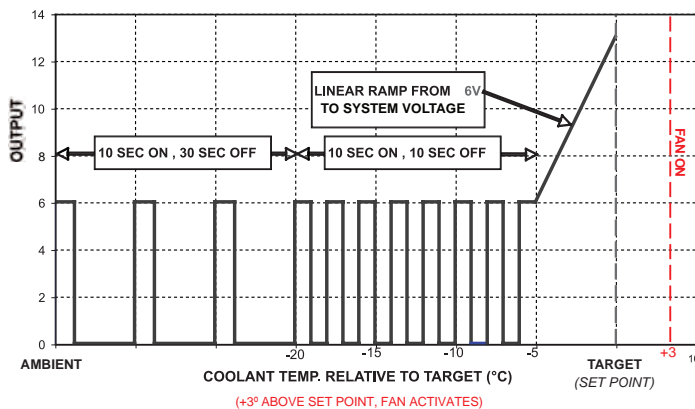 14
12
10
8
6
4
2
0
OUTPUT
LINEAR RAMP FROM 6V
TO SYSTEM VOLTAGE
10 SEC ON , 30 SEC OFF
10 SEC ON , 10 SEC OFF
FAN ON
AMBIENT
-20
-15
-10
-5
TARGET
(SET POINT)
+3
10
COOLANT TEMP. RELATIVE TO TARGET (°C)
(+3º ABOVE SET POINT, FAN ACTIVATES)